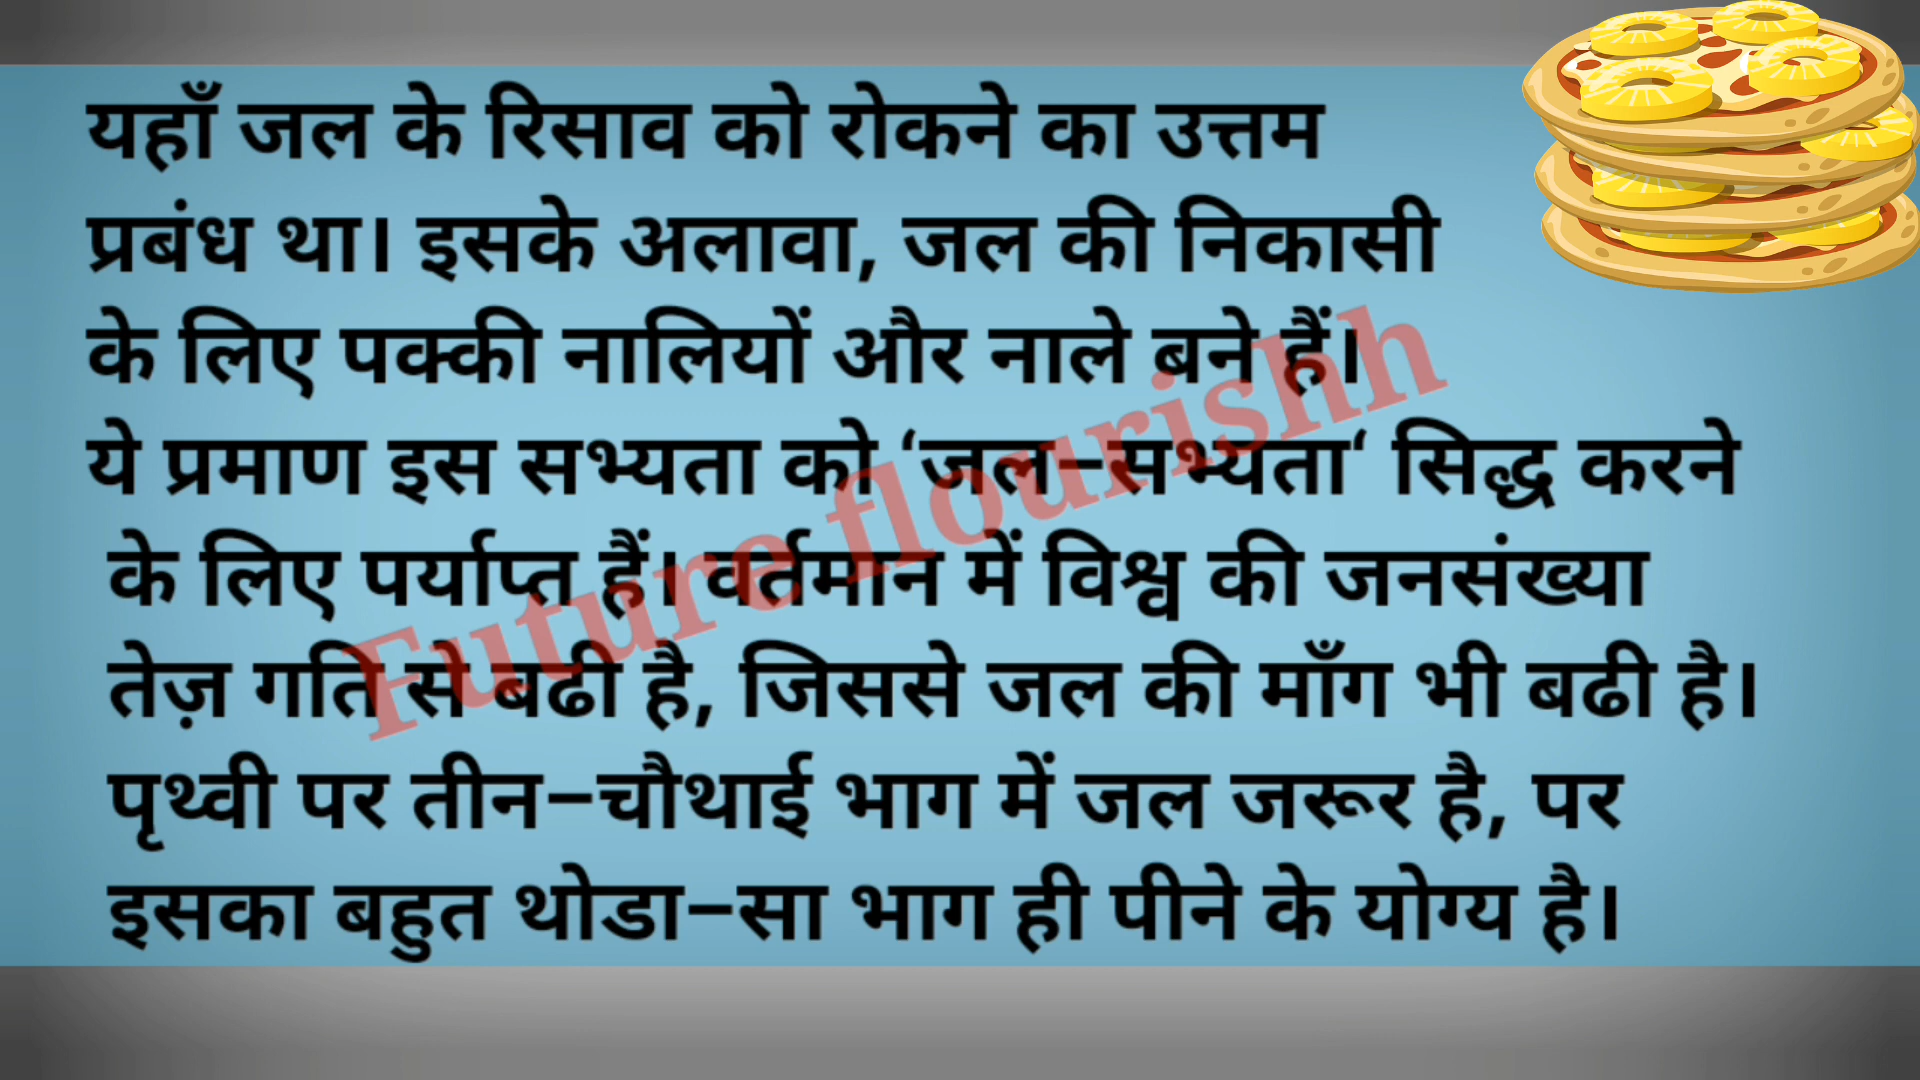 यहाँ जल के रिसाव को रोकने का उत्तम
प्रबंध था। इसके अलावा, जल की निकासी
के लिए पक्की नालियों और नाले बने हैं।
ये प्रमाण इस सभ्यता को ‘जल–सभ्यता‘ सिद्ध करने
के लिए पर्याप्त हैं। वर्तमान में विश्व की जनसंख्या
तेज़ गति से बढी है, जिससे जल की माँग भी बढी है।
पृथ्वी पर तीन–चौथाई भाग में जल जरूर है, पर
इसका बहुत थोडा–सा भाग ही पीने के योग्य है।
Future flourishh